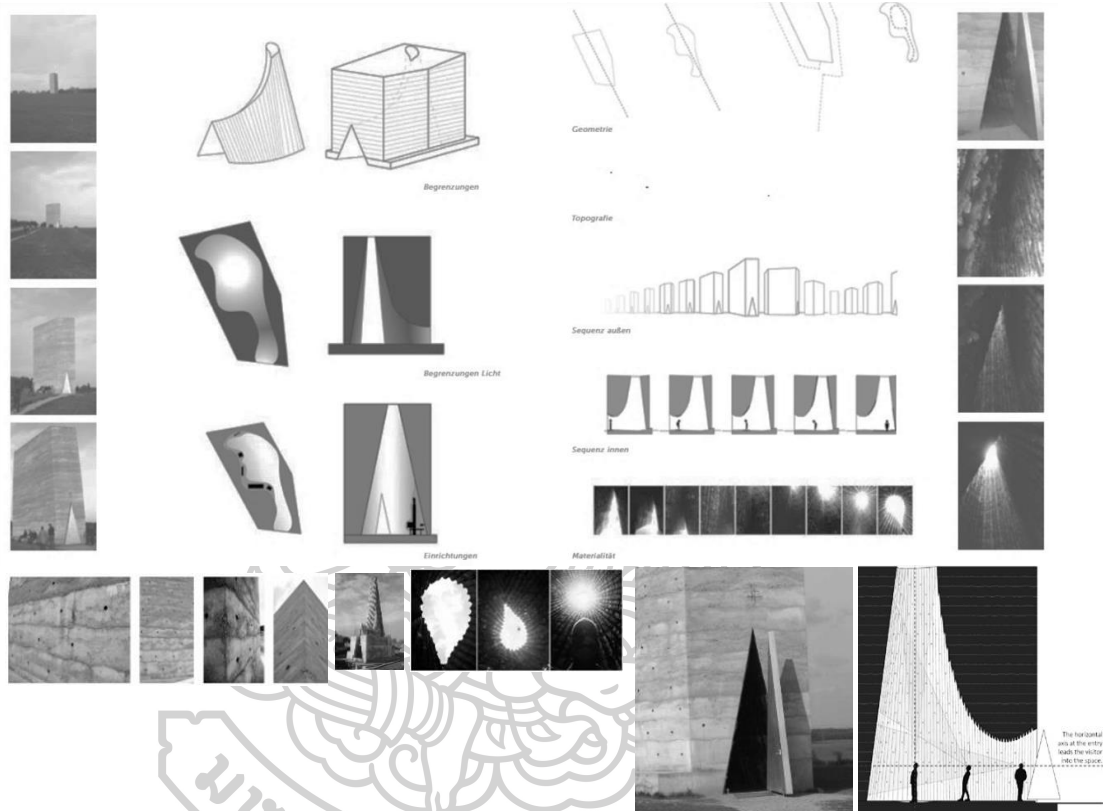 Geometrie
Begrenzungen
Topografie
Sequenz außen
Begrenzungen Licht
Sequenz innen
Einrichtungen
Materialität
The horizontal
axis at the entry
leads the visitor
into the space.